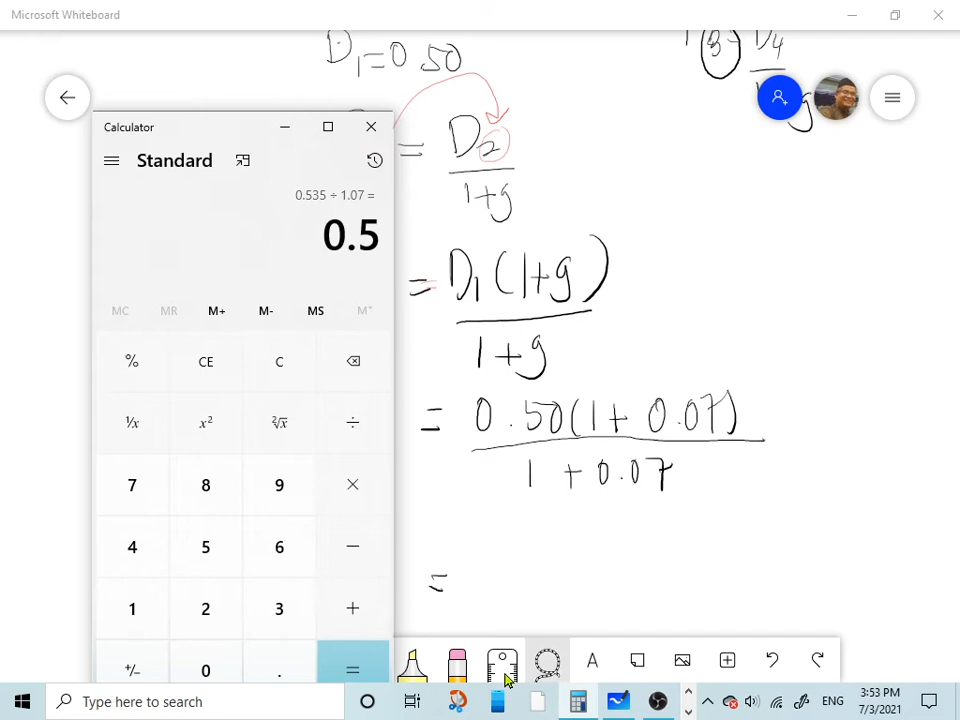 Microsoft Whiteboard
D1=0.50
= D2
1+g
= D1(1+g)
1+g
= 0.50(1+0.07)
1+0.07
=
D4
g
Calculator
Standard
0.535 ÷ 1.07 =
0.5
MC MR M+ M- MS M˅
% CE C
¹/x x² ²√x ÷
7 8 9 ×
4 5 6 −
1 2 3 +
+/− 0 . =
A
Type here to search
ENG
3:53 PM
7/3/2021